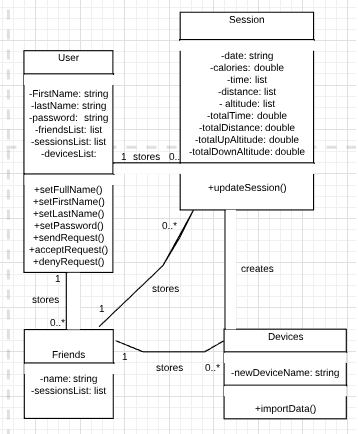 Session
-date: string
-calories: double
-time: list
-distance: list
- altitude: list
-totalTime: double
-totalDistance: double
-totalUpAltitude: double
-totalDownAltitude: double
+updateSession()
User
-FirstName: string
-lastName: string
-password: string
-friendsList: list
-sessionsList: list
-devicesList:
+setFullName()
+setFirstName()
+setLastName()
+setPassword()
+sendRequest()
+acceptRequest()
+denyRequest()
1 stores 0..
0..*
stores
1
creates
1
stores
0..*
Friends
-name: string
-sessionsList: list
1
stores
0..*
Devices
-newDeviceName: string
+importData()